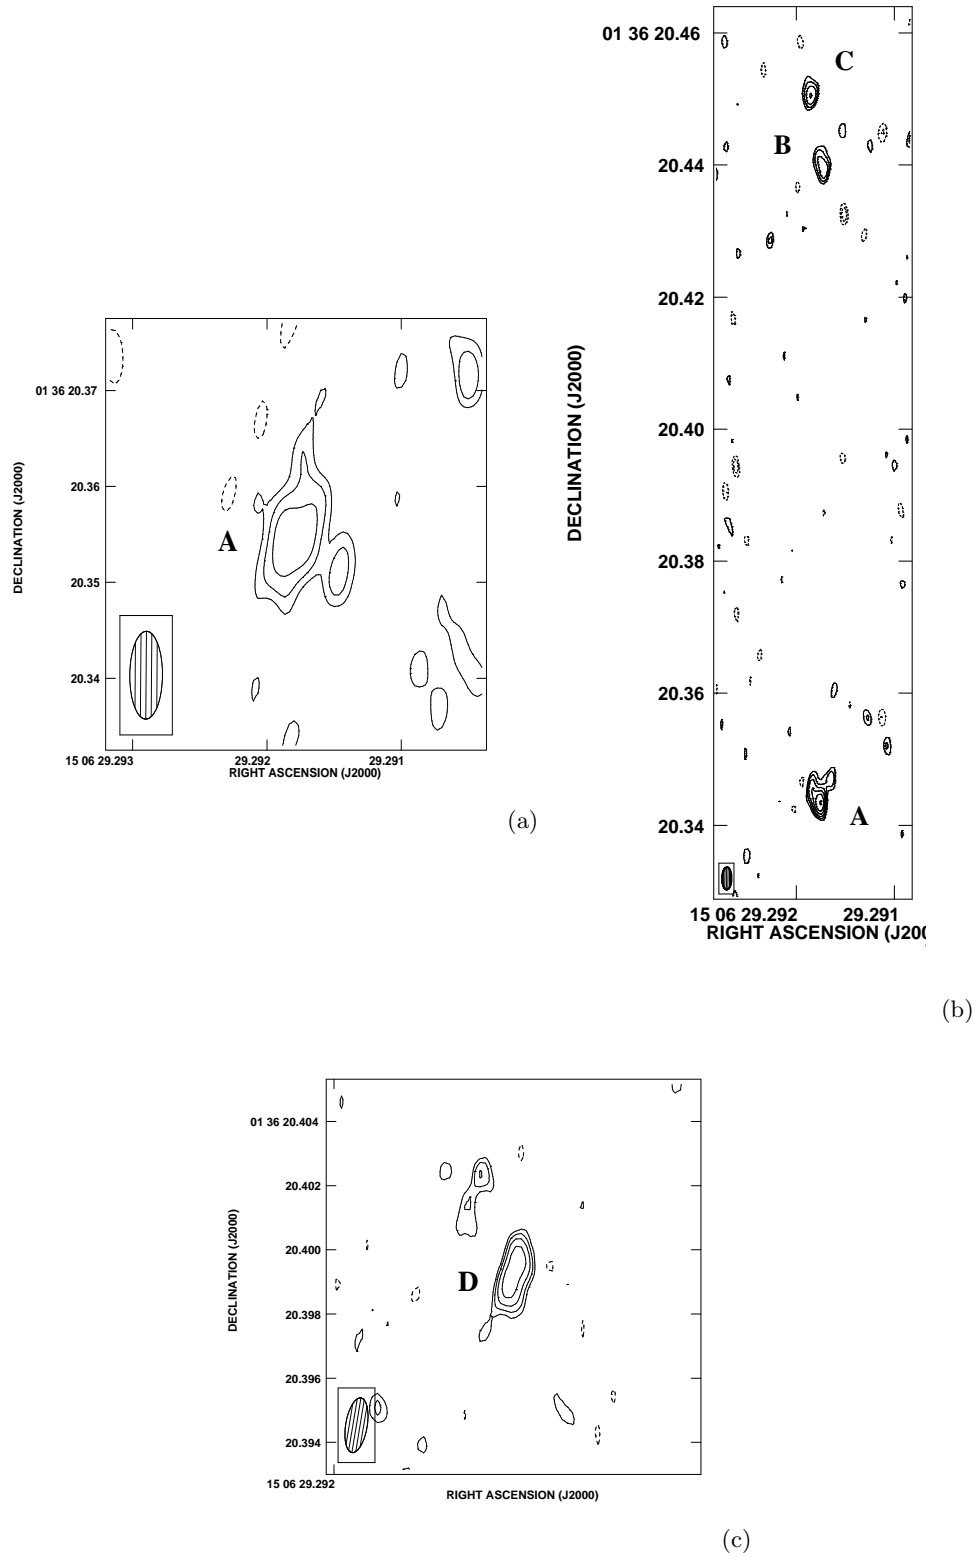 01 36 20.37
20.36
20.35
20.34
DECLINATION (J2000)
A
15 06 29.293
29.292
29.291
RIGHT ASCENSION (J2000)
(a)
01 36 20.46
20.44
20.42
20.40
20.38
20.36
20.34
DECLINATION (J2000)
C
B
A
15 06 29.292
29.291
RIGHT ASCENSION (J200
(b)
01 36 20.404
20.402
20.400
20.398
20.396
20.394
DECLINATION (J2000)
D
15 06 29.292
RIGHT ASCENSION (J2000)
(c)